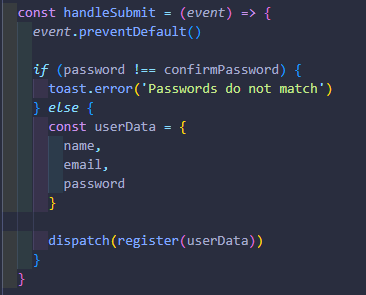 const handleSubmit = (event) => {
event.preventDefault()
if (password !== confirmPassword) {
toast.error('Passwords do not match')
} else {
const userData = {
name,
email,
password
}
dispatch(register(userData))
}
}